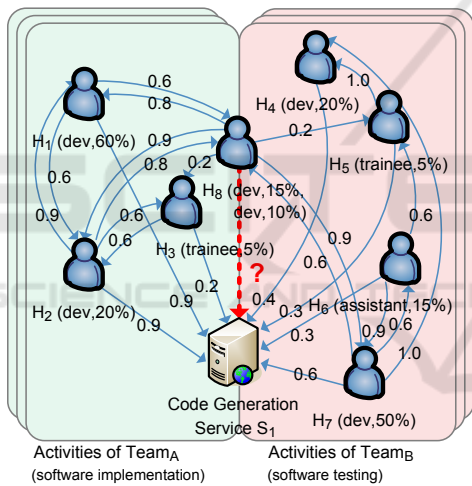 0.6
0.8
H4 (dev,20%)
1.0
H1 (dev,60%)
0.9
0.2
H5 (trainee,5%)
0.8
0.2
0.6
H8 (dev,15%,
dev,10%)
0.6
0.6
0.9
0.6
H3 (trainee,5%)
0.9
?
0.6
H2 (dev,20%)
0.2
0.9
0.4
0.3
H6 (assistant,15%)
0.9
0.3
0.9
0.6
1.0
0.6
Code Generation
Service S1
H7 (dev,50%)
Activities of TeamA
(software implementation)
Activities of TeamB
(software testing)